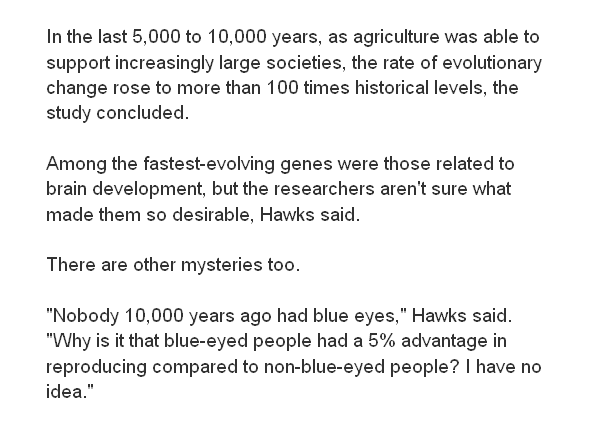 In the last 5,000 to 10,000 years, as agriculture was able to
support increasingly large societies, the rate of evolutionary
change rose to more than 100 times historical levels, the
study concluded.
Among the fastest-evolving genes were those related to
brain development, but the researchers aren't sure what
made them so desirable, Hawks said.
There are other mysteries too.
"Nobody 10,000 years ago had blue eyes," Hawks said.
"Why is it that blue-eyed people had a 5% advantage in
reproducing compared to non-blue-eyed people? I have no
idea."